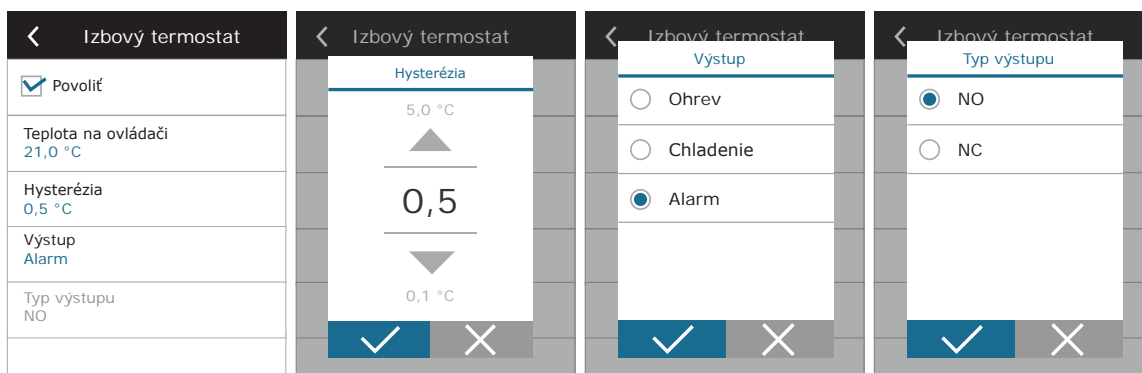 Izbový termostat
Povoliť
Teplota na ovládači
21,0 °C
Hysterézia
0,5 °C
Výstup
Alarm
Typ výstupu
NO
Izbový termostat
Hysterézia
5,0 °C
0,5
0,1 °C
Izbový termostat
Výstup
Ohrev
Chladenie
Alarm
Izbový termostat
Typ výstupu
NO
NC